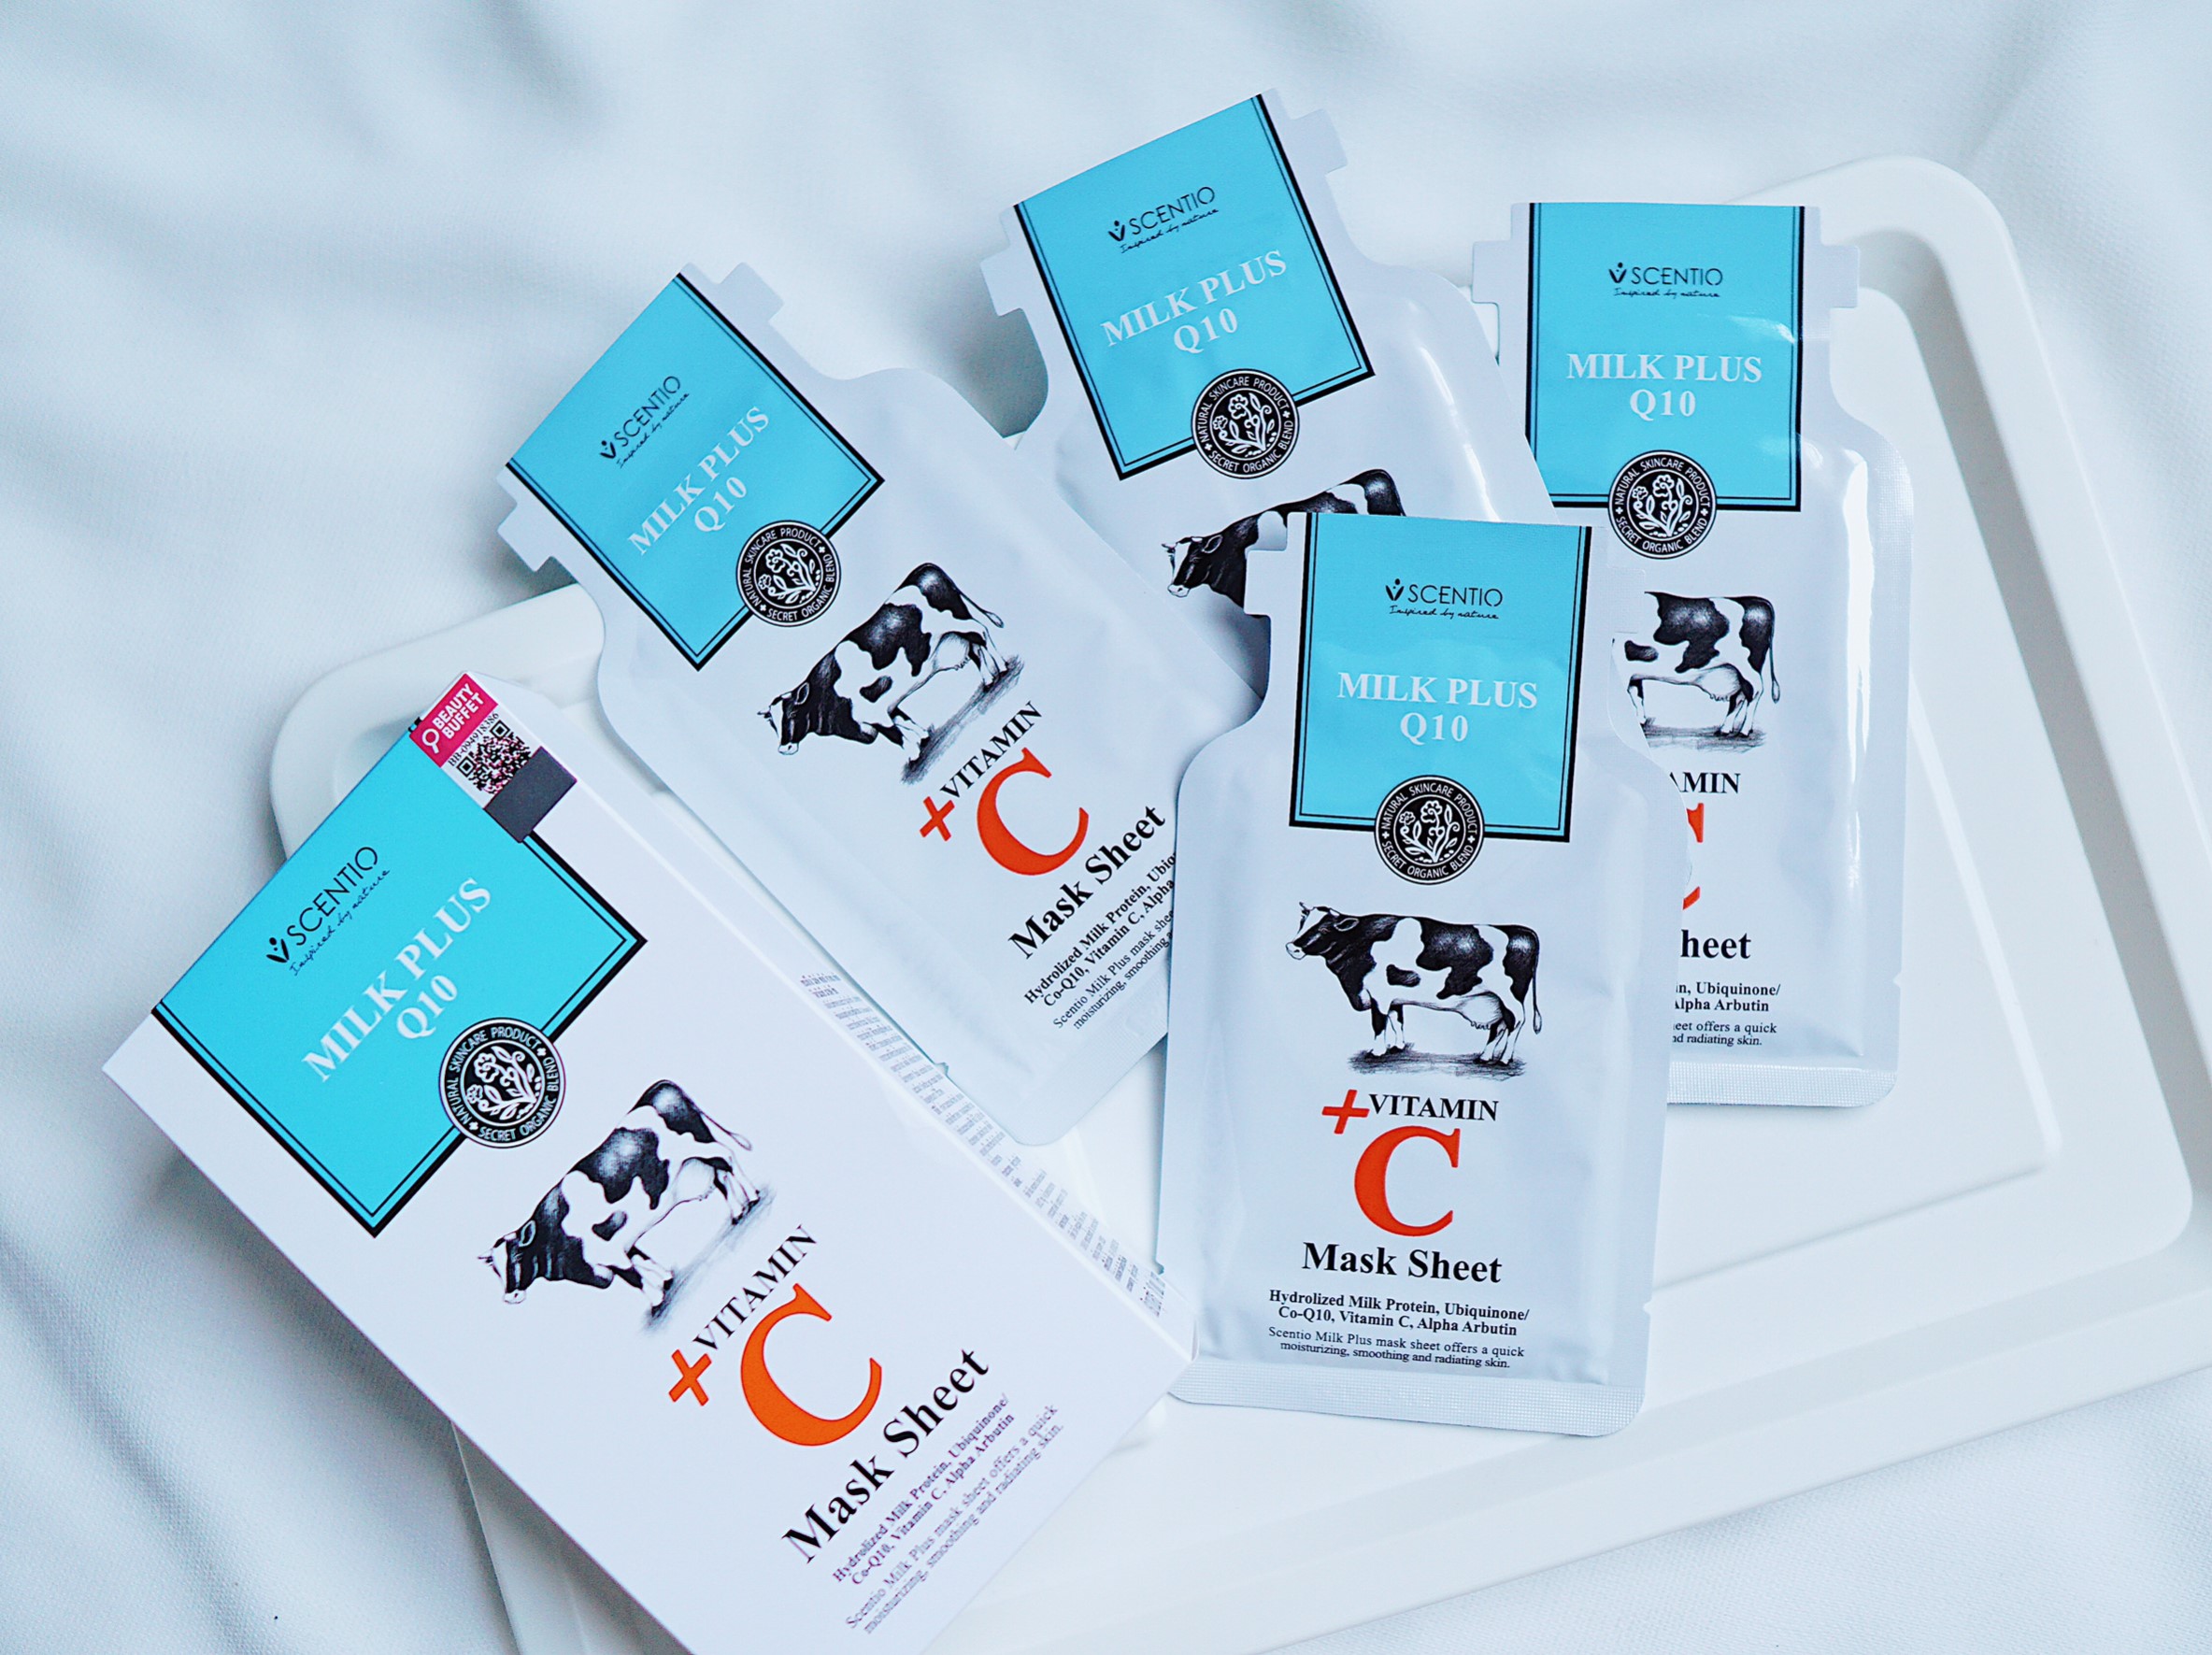 SCENTIO
Inspired by nature
MILK PLUS
Q10
NATURAL SKINCARE PRODUCT
SECRET ORGANIC BLEND
SCENTIO
Inspired by nature
MILK PLUS
Q10
NATURAL SKINCARE PRODUCT
SECRET ORGANIC BLEND
+VITAMIN
C
Mask Sheet
Hydrolized Milk Protein, Ubiq
Co-Q10, Vitamin C, Alpha
Scentio Milk Plus mask shee
moisturizing, smoothing
SCENTIO
Inspired by nature
MILK PLUS
Q10
NATURAL SKINCARE PRODUCT
SECRET ORGANIC BLEND
AMIN
C
heet
in, Ubiquinone/
Alpha Arbutin
eet offers a quick
nd radiating skin.
SCENTIO
Inspired by nature
MILK PLUS
Q10
NATURAL SKINCARE PRODUCT
SECRET ORGANIC BLEND
+VITAMIN
C
Mask Sheet
Hydrolized Milk Protein, Ubiquinone/
Co-Q10, Vitamin C, Alpha Arbutin
Scentio Milk Plus mask sheet offers a quick
moisturizing, smoothing and radiating skin.
BEAUTY
BUFFET
BB-094918386
SCENTIO
Inspired by nature
MILK PLUS
Q10
NATURAL SKINCARE PRODUCT
SECRET ORGANIC BLEND
+VITAMIN
C
Mask Sheet
Hydrolized Milk Protein, Ubiquinone/
Co-Q10, Vitamin C, Alpha Arbutin
Scentio Milk Plus mask sheet offers a quick
moisturizing, smoothing and radiating skin.